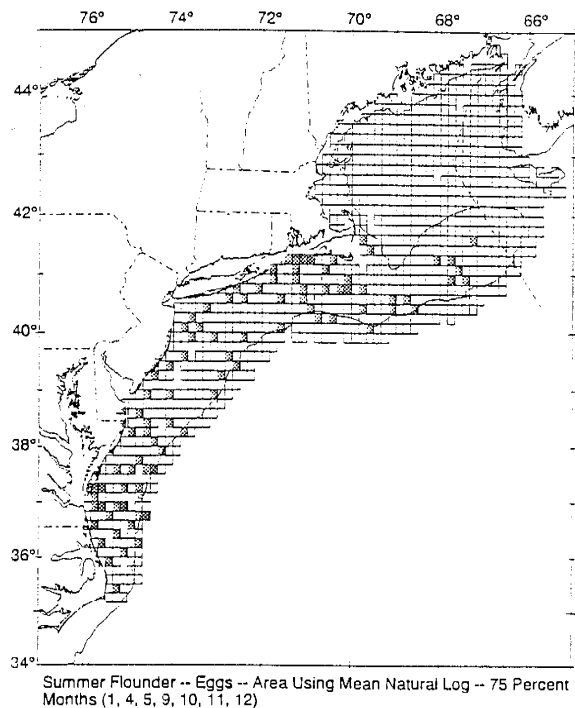 76° 74° 72° 70° 68° 66°
44°
42°
40°
38°
36°
34°
Summer Flounder -- Eggs -- Area Using Mean Natural Log -- 75 Percent
Months (1, 4, 5, 9, 10, 11, 12)